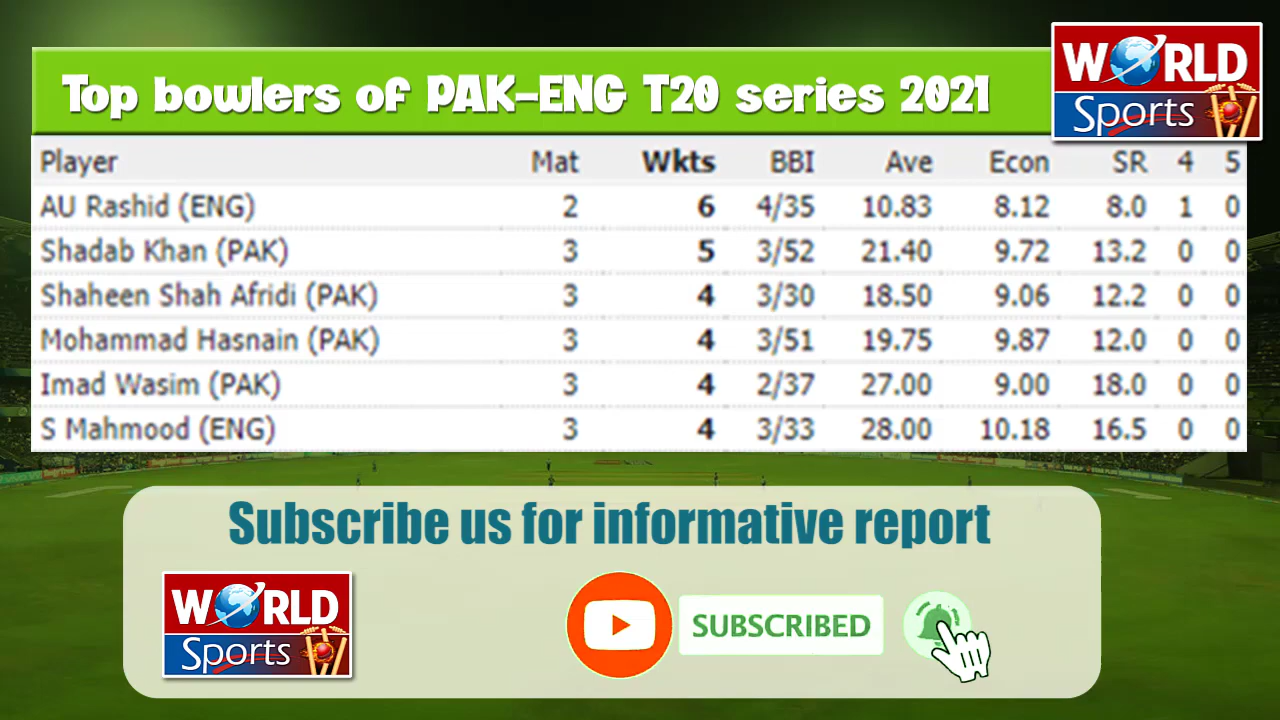 WORLD
Sports
Top bowlers of PAK-ENG T20 series 2021
Player Mat Wkts BBI Ave Econ SR 4 5
AU Rashid (ENG) 2 6 4/35 10.83 8.12 8.0 1 0
Shadab Khan (PAK) 3 5 3/52 21.40 9.72 13.2 0 0
Shaheen Shah Afridi (PAK) 3 4 3/30 18.50 9.06 12.2 0 0
Mohammad Hasnain (PAK) 3 4 3/51 19.75 9.87 12.0 0 0
Imad Wasim (PAK) 3 4 2/37 27.00 9.00 18.0 0 0
S Mahmood (ENG) 3 4 3/33 28.00 10.18 16.5 0 0
Subscribe us for informative report
WORLD
Sports
SUBSCRIBED